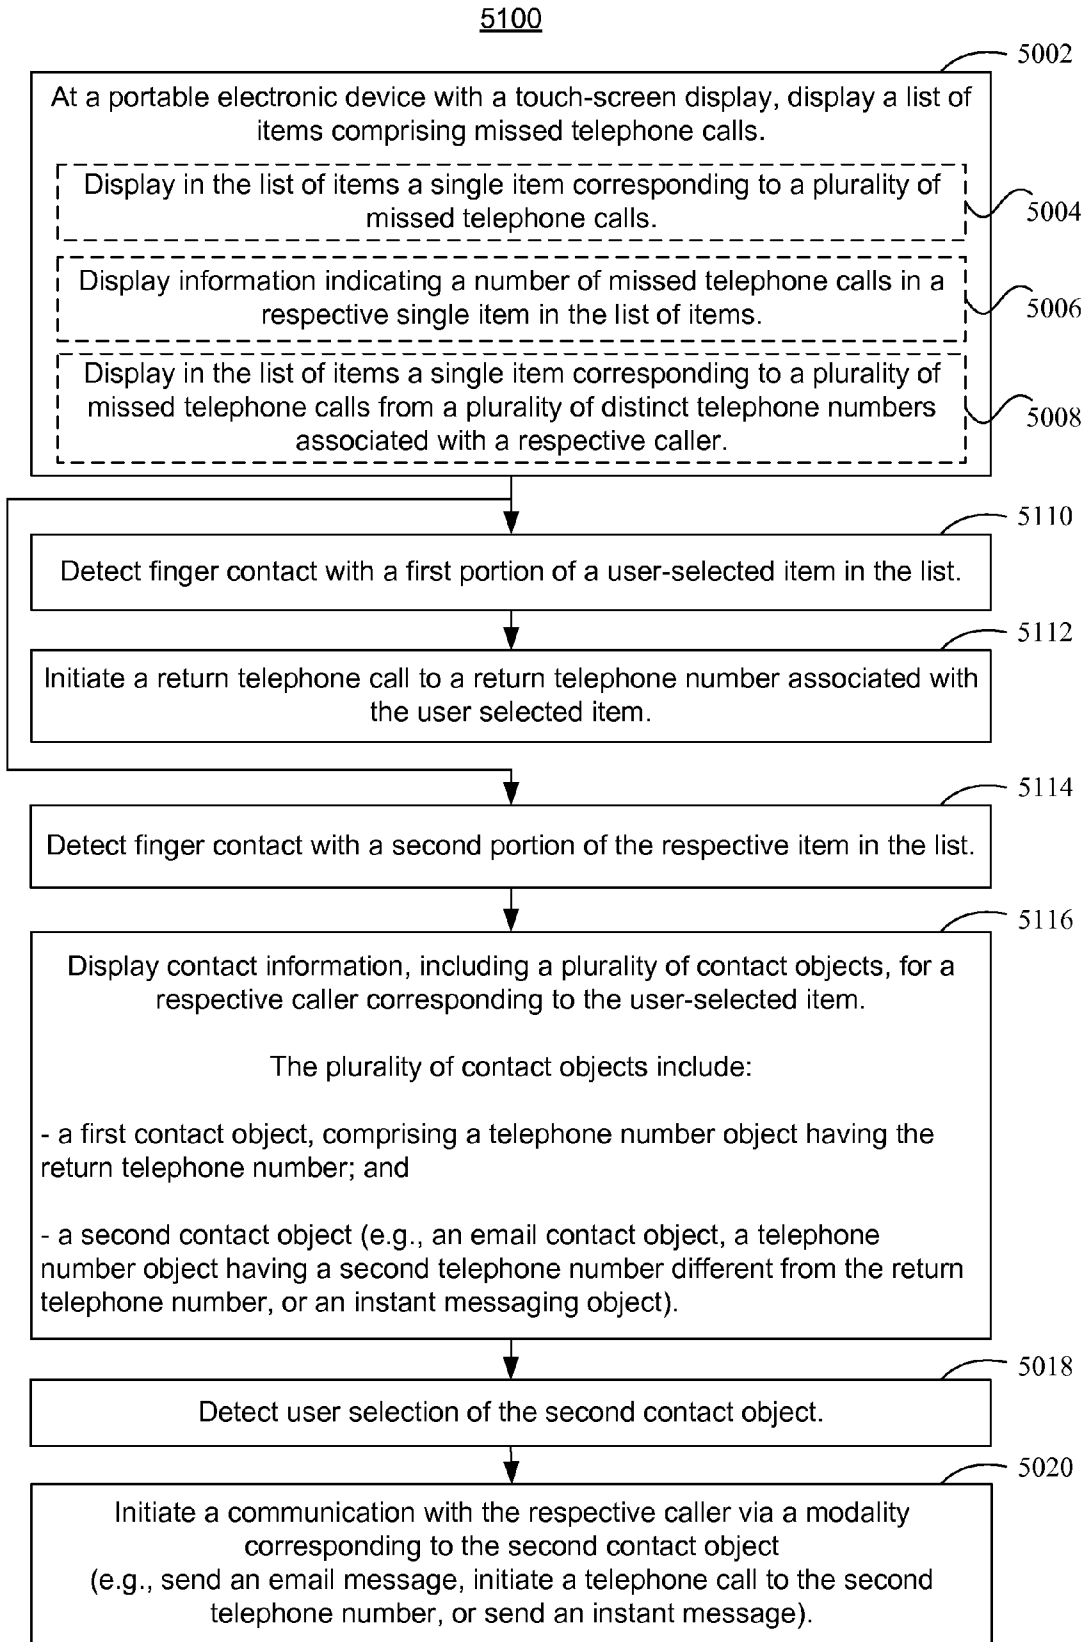 5100
5002
At a portable electronic device with a touch-screen display, display a list of
items comprising missed telephone calls.
Display in the list of items a single item corresponding to a plurality of
missed telephone calls.
5004
Display information indicating a number of missed telephone calls in a
respective single item in the list of items.
5006
Display in the list of items a single item corresponding to a plurality of
missed telephone calls from a plurality of distinct telephone numbers
associated with a respective caller.
5008
5110
Detect finger contact with a first portion of a user-selected item in the list.
5112
Initiate a return telephone call to a return telephone number associated with
the user selected item.
5114
Detect finger contact with a second portion of the respective item in the list.
5116
Display contact information, including a plurality of contact objects, for a
respective caller corresponding to the user-selected item.
The plurality of contact objects include:
- a first contact object, comprising a telephone number object having the
return telephone number; and
- a second contact object (e.g., an email contact object, a telephone
number object having a second telephone number different from the return
telephone number, or an instant messaging object).
5018
Detect user selection of the second contact object.
5020
Initiate a communication with the respective caller via a modality
corresponding to the second contact object
(e.g., send an email message, initiate a telephone call to the second
telephone number, or send an instant message).